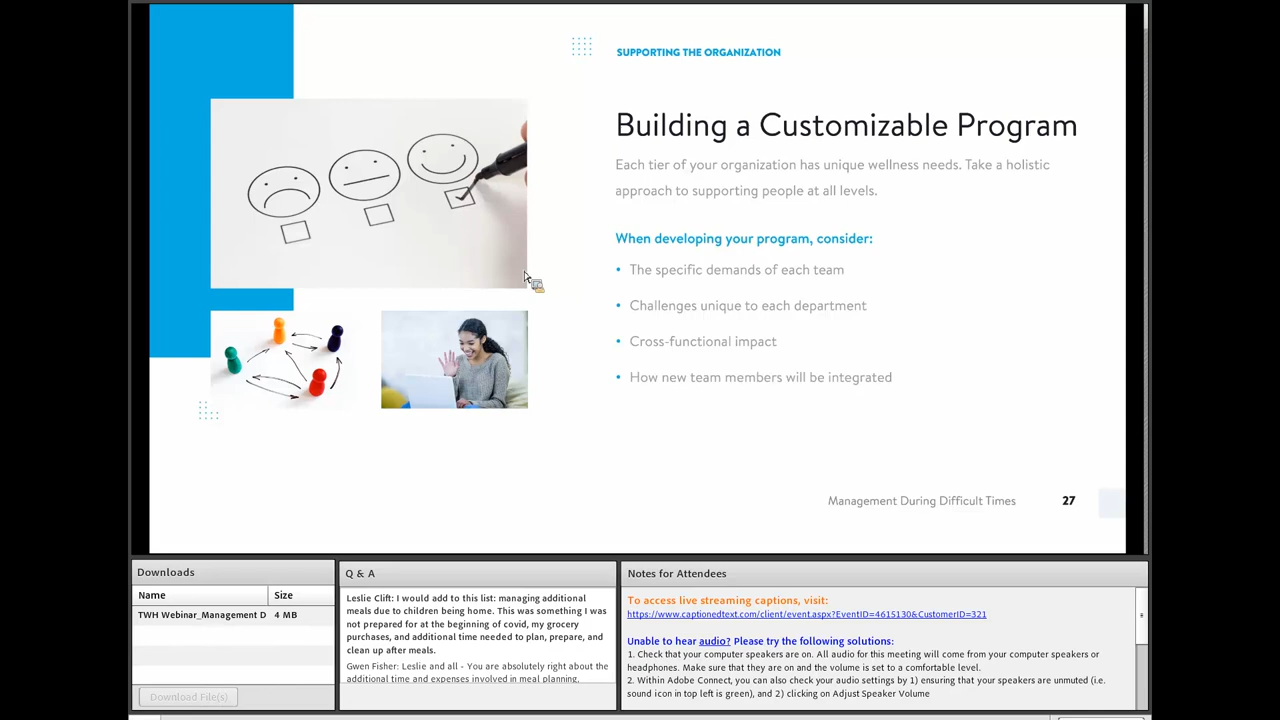 SUPPORTING THE ORGANIZATION
Building a Customizable Program
Each tier of your organization has unique wellness needs. Take a holistic
approach to supporting people at all levels.
When developing your program, consider:
• The specific demands of each team
• Challenges unique to each department
• Cross-functional impact
• How new team members will be integrated
Management During Difficult Times 27
Downloads
Name Size
TWH Webinar_Management D 4 MB
Download File(s)
Q & A
Leslie Clift: I would add to this list: managing additional
meals due to children being home. This was something I was
not prepared for at the beginning of covid, my grocery
purchases, and additional time needed to plan, prepare, and
clean up after meals.
Gwen Fisher: Leslie and all - You are absolutely right about the
additional time and expenses involved in meal planning.
Notes for Attendees
To access live streaming captions, visit:
https://www.captionedtext.com/client/event.aspx?EventID=4615130&CustomerID=321
Unable to hear audio? Please try the following solutions:
1. Check that your computer speakers are on. All audio for this meeting will come from your computer speakers or
headphones. Make sure that they are on and the volume is set to a comfortable level.
2. Within Adobe Connect, you can also check your audio settings by 1) ensuring that your speakers are unmuted (i.e.
sound icon in top left is green), and 2) clicking on Adjust Speaker Volume